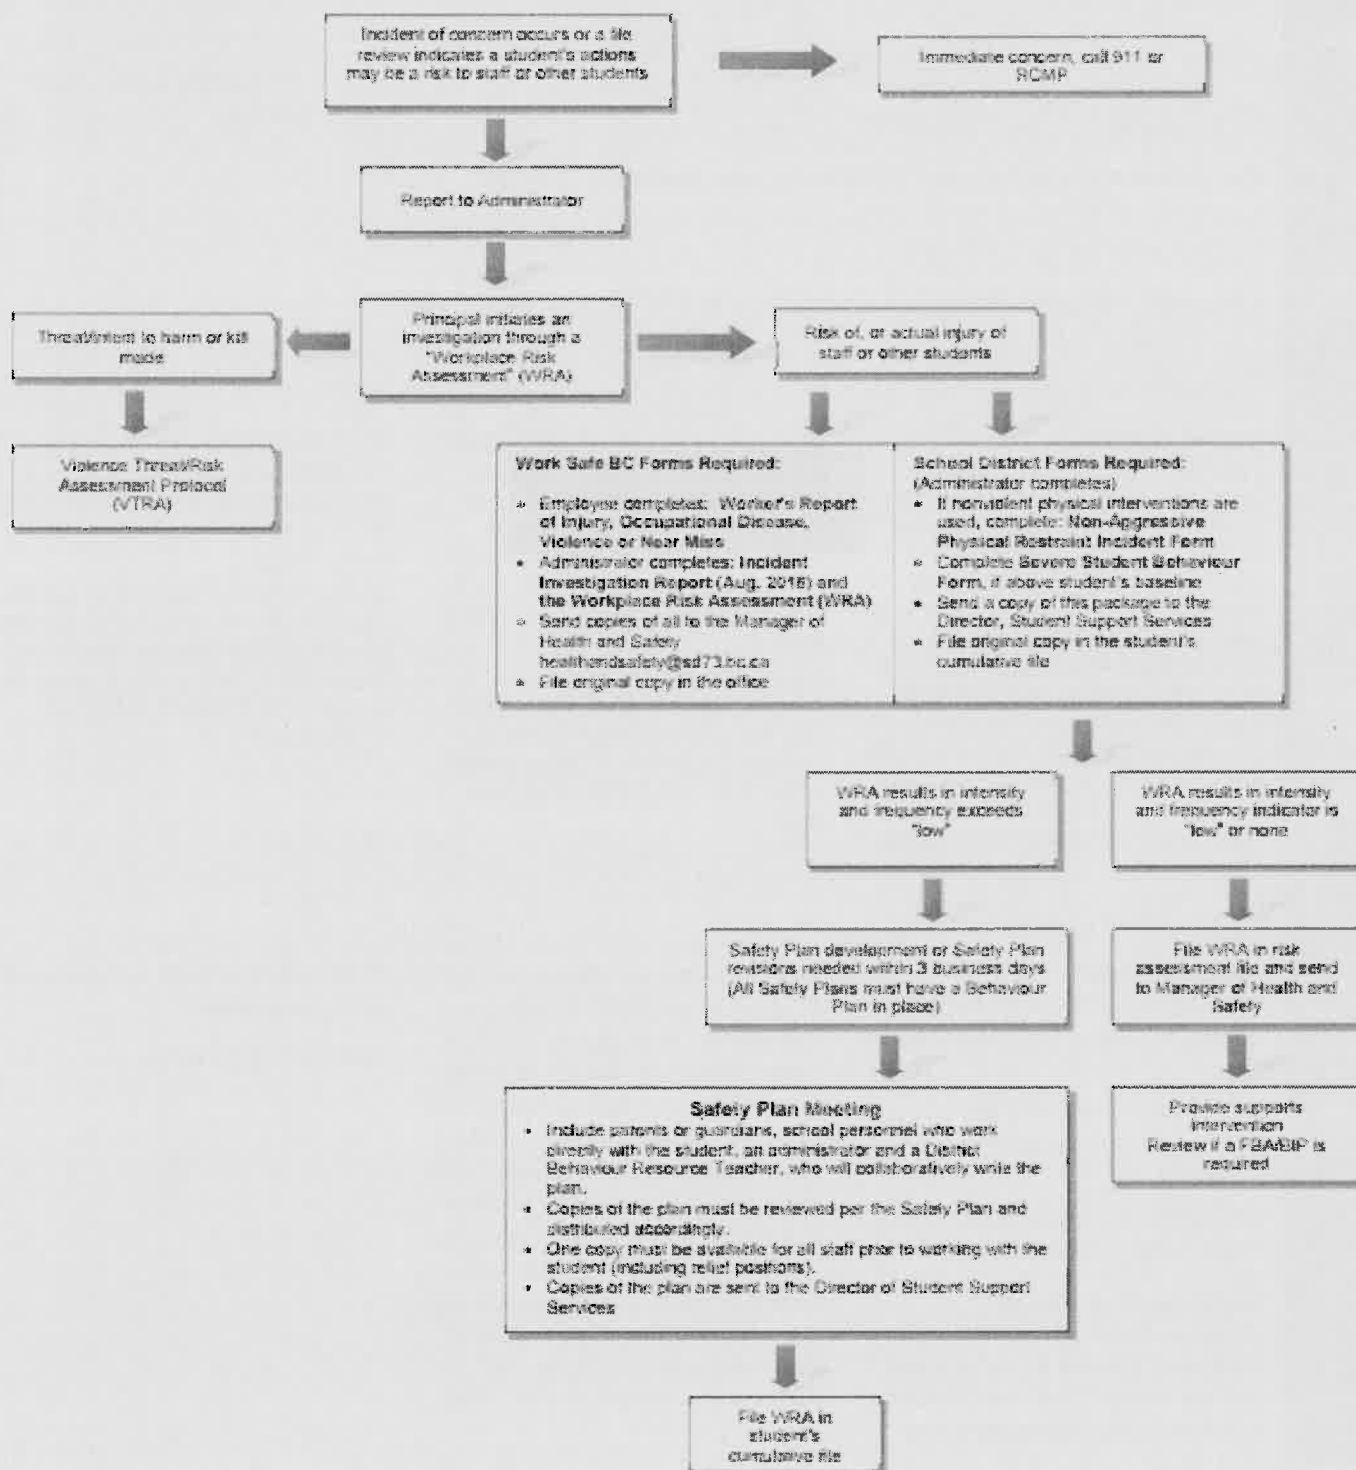 Incident of concern occurs or a file
review indicates a student's actions
may be a risk to staff or other students
Immediate concern, call 911 or
RCMP
Report to Administrator
Threat/intent to harm or kill
made
Principal initiates an
investigation through a
"Workplace Risk
Assessment" (WRA)
Risk of, or actual injury of
staff or other students
Violence Threat/Risk
Assessment Protocol
(VTRA)
Work Safe BC Forms Required:
• Employee completes: Worker's Report
of Injury, Occupational Disease,
Violence or Near Miss
• Administrator completes: Incident
Investigation Report (Aug. 2016) and
the Workplace Risk Assessment (WRA)
• Send copies of all to the Manager of
Health and Safety
healthandsafety@sd73.bc.ca
• File original copy in the office
School District Forms Required:
(Administrator completes)
• If nonviolent physical interventions are
used, complete: Non-Aggressive
Physical Restraint Incident Form
• Complete Severe Student Behaviour
Form, if above student's baseline
• Send a copy of this package to the
Director, Student Support Services
• File original copy in the student's
cumulative file
WRA results in intensity
and frequency exceeds
"low"
WRA results in intensity
and frequency indicator is
"low" or none
Safety Plan development or Safety Plan
revisions needed within 3 business days
(All Safety Plans must have a Behaviour
Plan in place)
File WRA in risk
assessment file and send
to Manager of Health and
Safety
Safety Plan Meeting
• Include parents or guardians, school personnel who work
directly with the student, an administrator and a District
Behaviour Resource Teacher, who will collaboratively write the
plan.
• Copies of the plan must be reviewed per the Safety Plan and
distributed accordingly.
• One copy must be available for all staff prior to working with the
student (including relief positions).
• Copies of the plan are sent to the Director of Student Support
Services
Provide supports
intervention
Review if a FBA/BIP is
required
File WRA in
student's
cumulative file